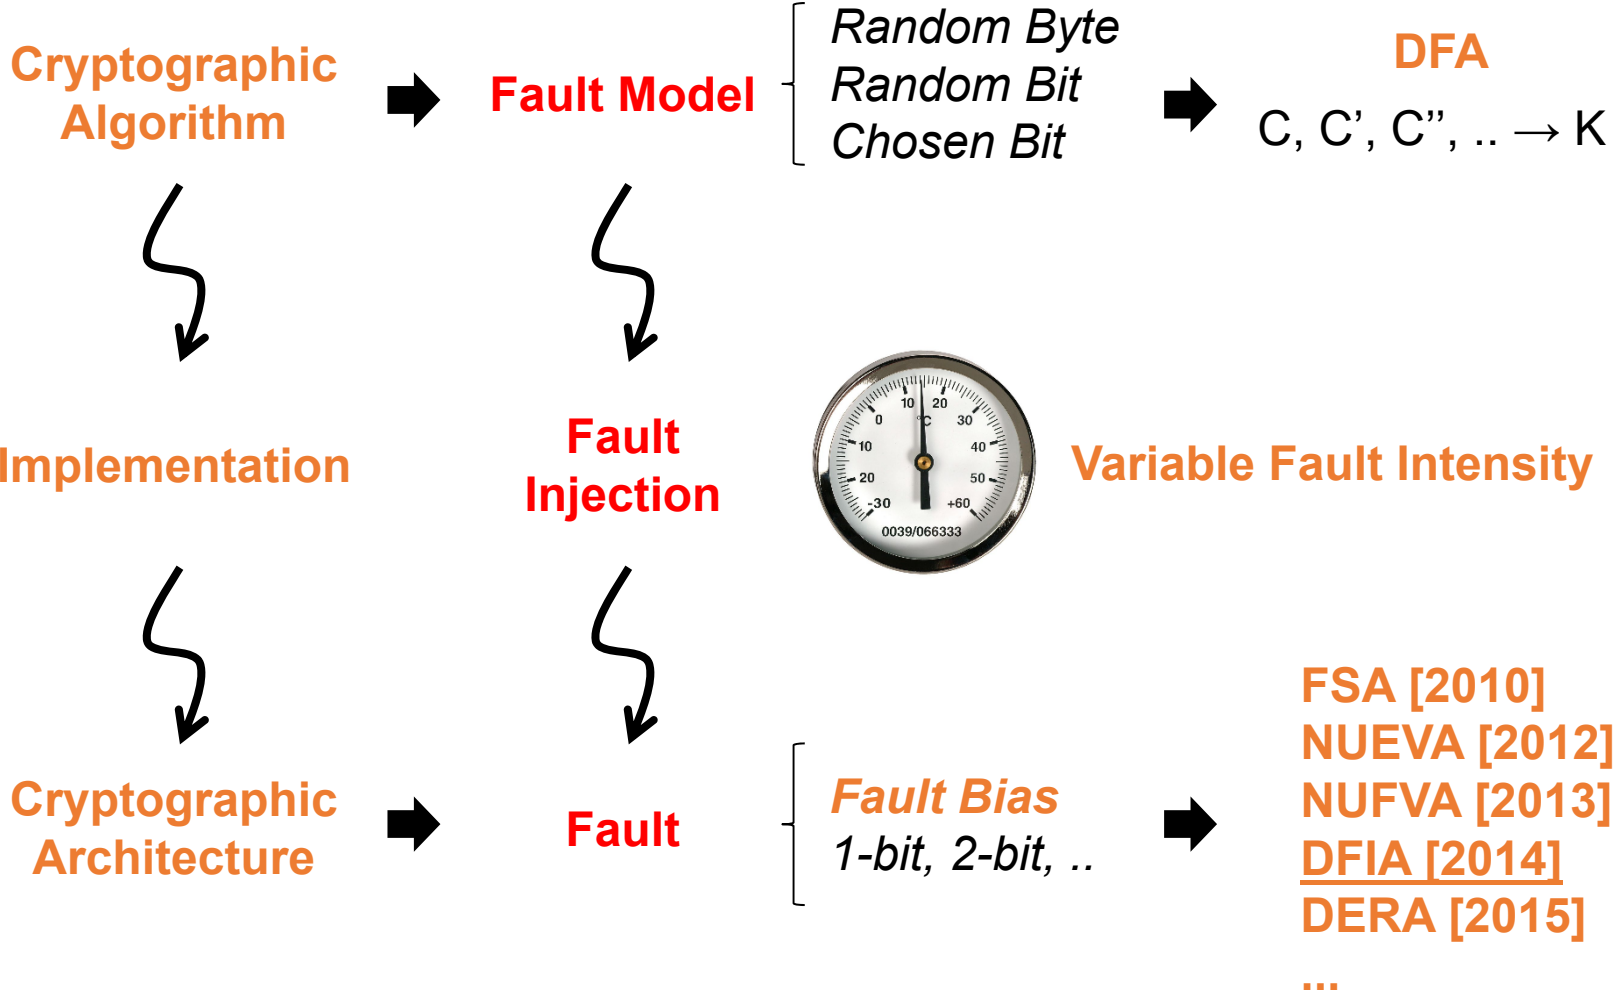 Cryptographic
Algorithm
Fault Model
Random Byte
Random Bit
Chosen Bit
DFA
C, C’, C’’, .. → K
Implementation
Fault
Injection
10 20
°C
0 30
10 40
20 50
-30 +60
0039/066333
Variable Fault Intensity
Cryptographic
Architecture
Fault
Fault Bias
1-bit, 2-bit, ..
FSA [2010]
NUEVA [2012]
NUFVA [2013]
DFIA [2014]
DERA [2015]
...